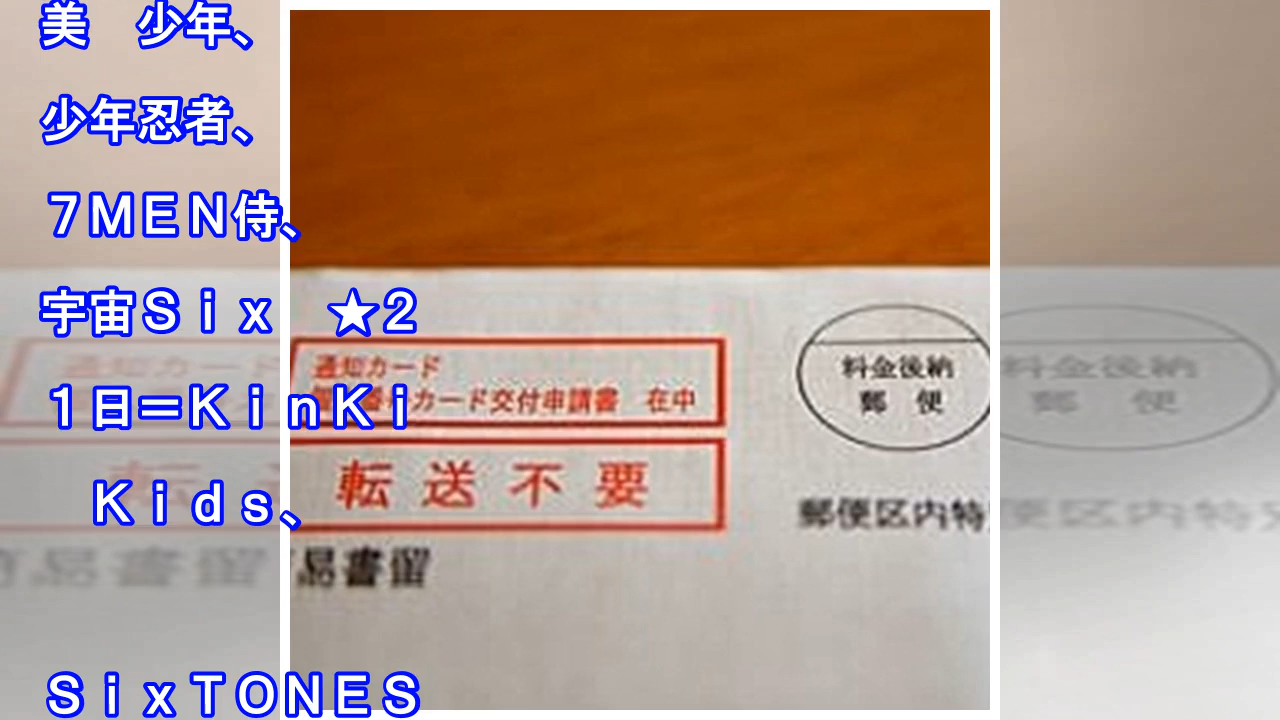 美　少年、
少年忍者、
７ＭＥＮ侍、
宇宙Ｓｉｘ　★２
１日＝ＫｉｎＫｉ
Ｋｉｄｓ、
ＳｉｘＴＯＮＥＳ
通知カード
番号カード交付申請書　在中
転送不要
易書留
料金後納
郵　便
郵便区内特